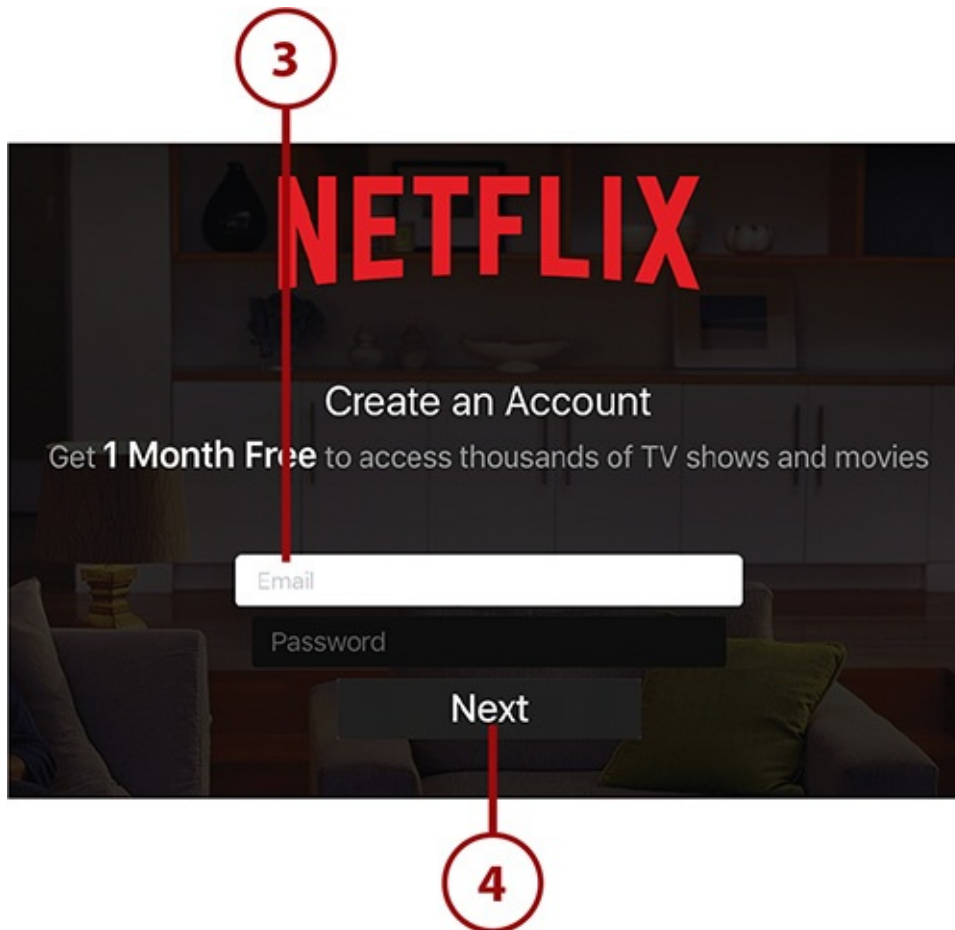 3
NETFLIX
Create an Account
Get 1 Month Free to access thousands of TV shows and movies
Email
Password
Next
4